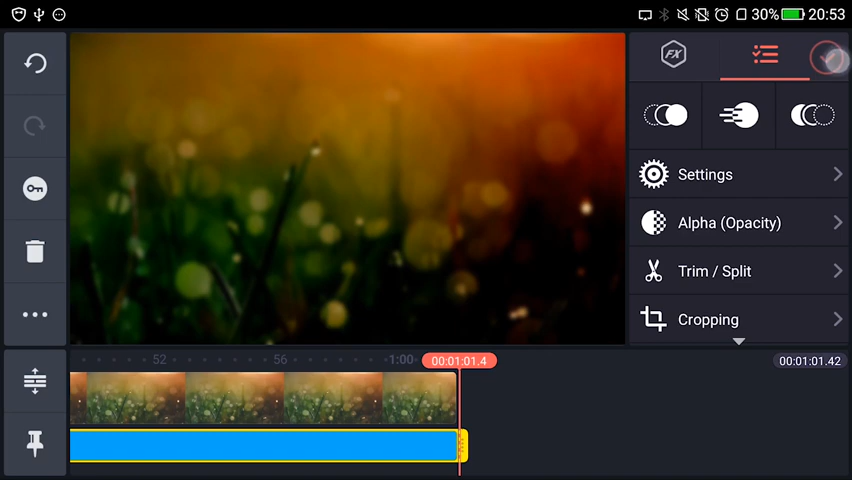 30% 20:53
FX
Settings
Alpha (Opacity)
Trim / Split
Cropping
52 56 1:00 00:01:01.4 00:01:01.42